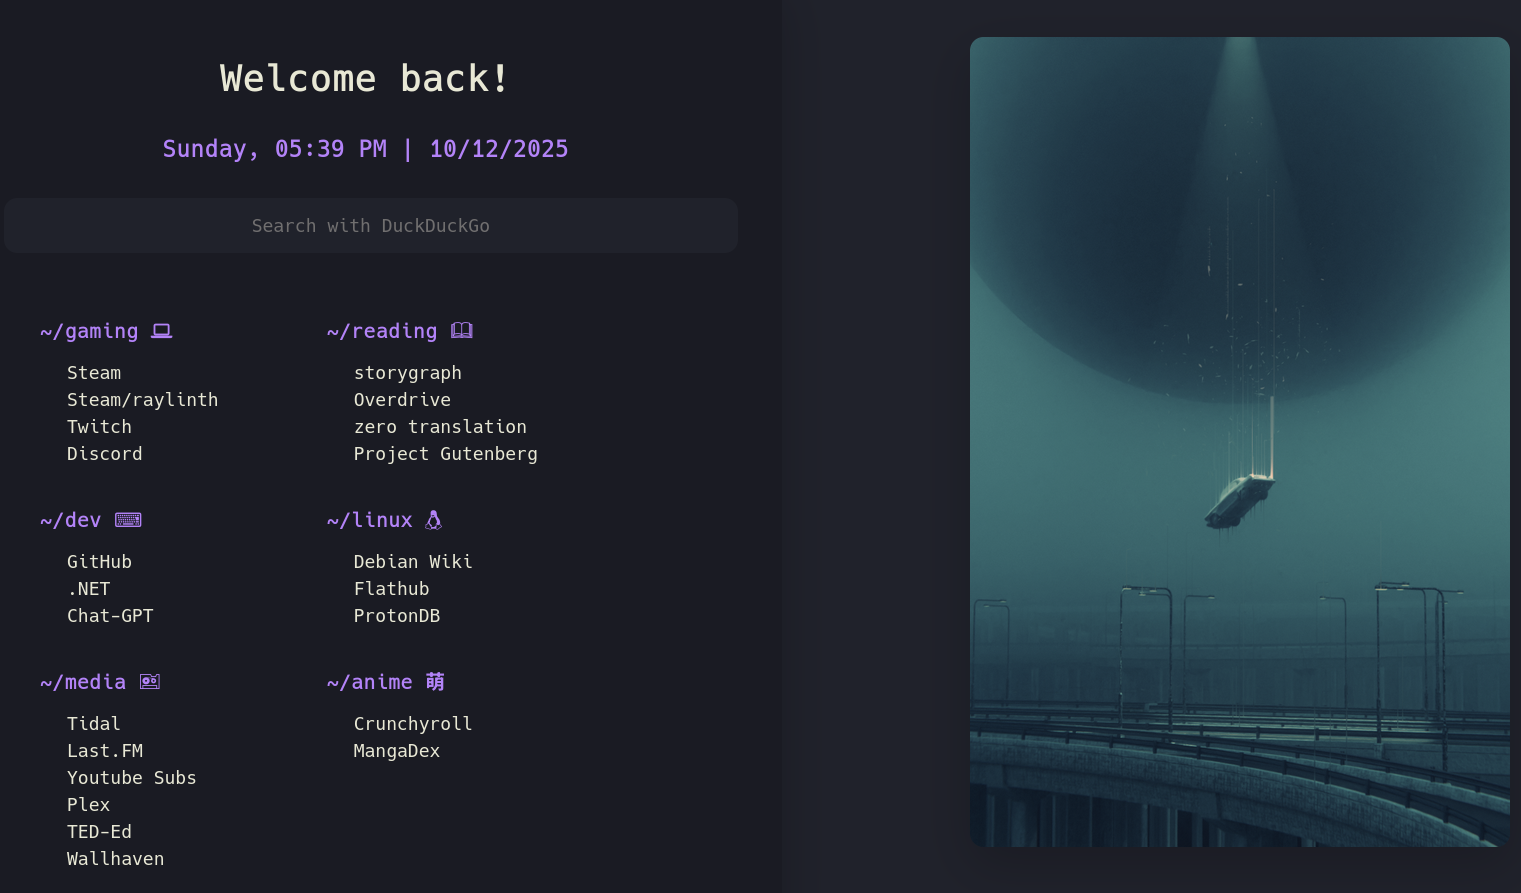 Welcome back!
Sunday, 05:39 PM | 10/12/2025
Search with DuckDuckGo
~/gaming
Steam
Steam/raylinth
Twitch
Discord
~/reading
storygraph
Overdrive
zero translation
Project Gutenberg
~/dev
GitHub
.NET
Chat-GPT
~/linux
Debian Wiki
Flathub
ProtonDB
~/media
Tidal
Last.FM
Youtube Subs
Plex
TED-Ed
Wallhaven
~/anime 萌
Crunchyroll
MangaDex